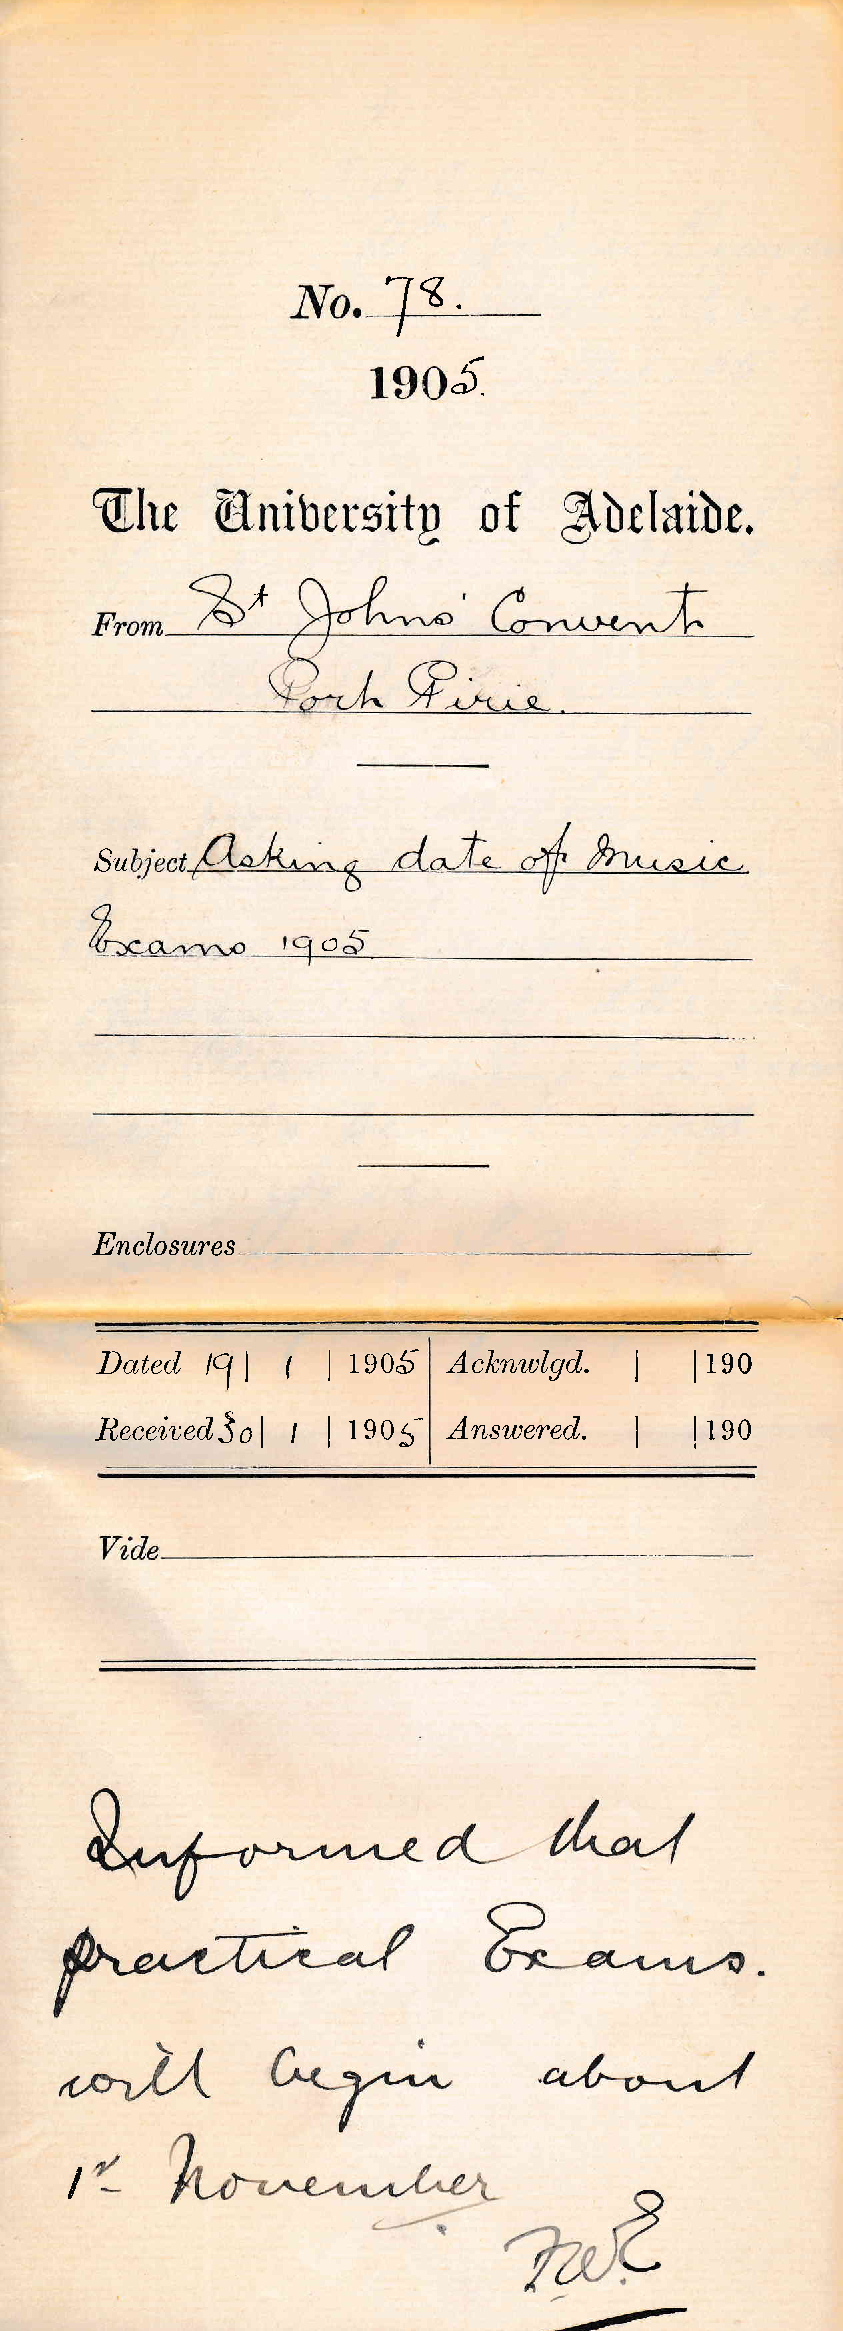 No. 78.
1905.
The University of Adelaide.
From St Johns' Convent
Port Pirie.
Subject Asking date of Music
Exams 1905
Enclosures
Dated 19 | 1 | 1905 | Acknwlgd. | | 190
Received 30 | 1 | 1905 | Answered. | | 190
Vide
Informed that
practical Exams.
will begin about
1st November
F.W.E